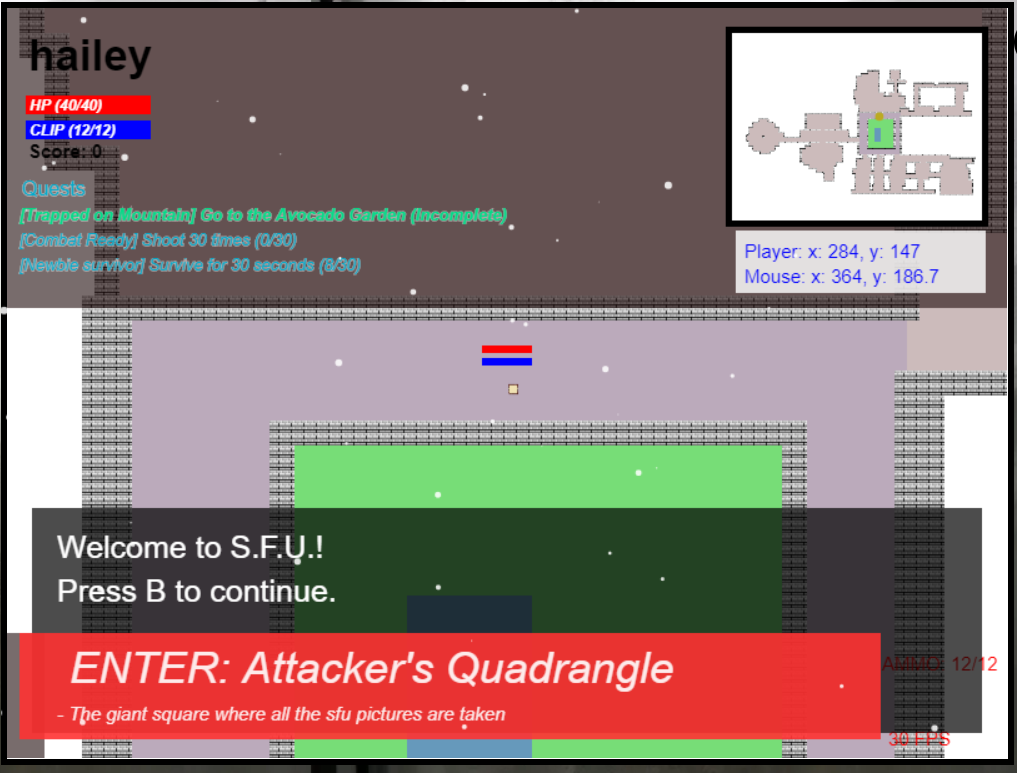 hailey
HP (40/40)
CLIP (12/12)
Score: 0
Quests
[Trapped on Mountain] Go to the Avocado Garden (Incomplete)
[Combat Ready] Shoot 30 times (0/30)
[Newbie survivor] Survive for 30 seconds (8/30)
Player: x: 284, y: 147
Mouse: x: 364, y: 186.7
Welcome to S.F.U.!
Press B to continue.
ENTER: Attacker's Quadrangle
- The giant square where all the sfu pictures are taken
AMMO: 12/12
30 FPS